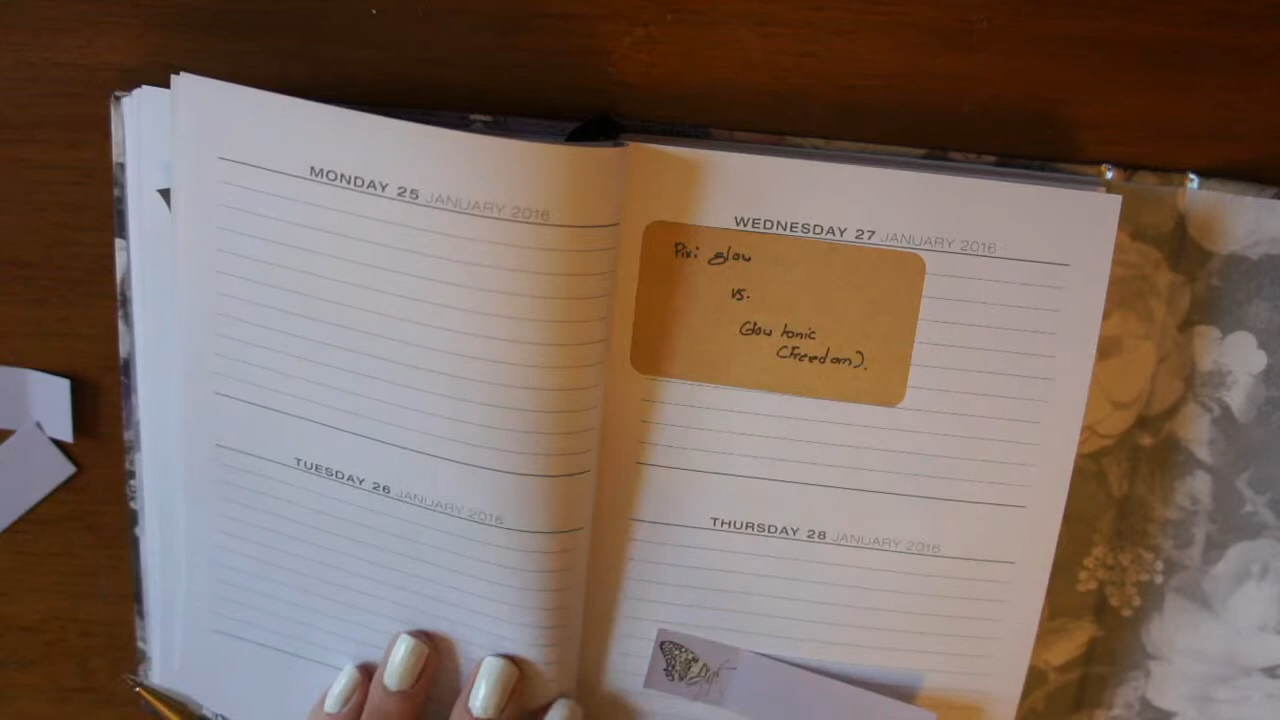 MONDAY 25 JANUARY 2016
TUESDAY 26 JANUARY 2016
WEDNESDAY 27 JANUARY 2016
Pixi glow
vs.
Glow tonic
(Freedom).
THURSDAY 28 JANUARY 2016